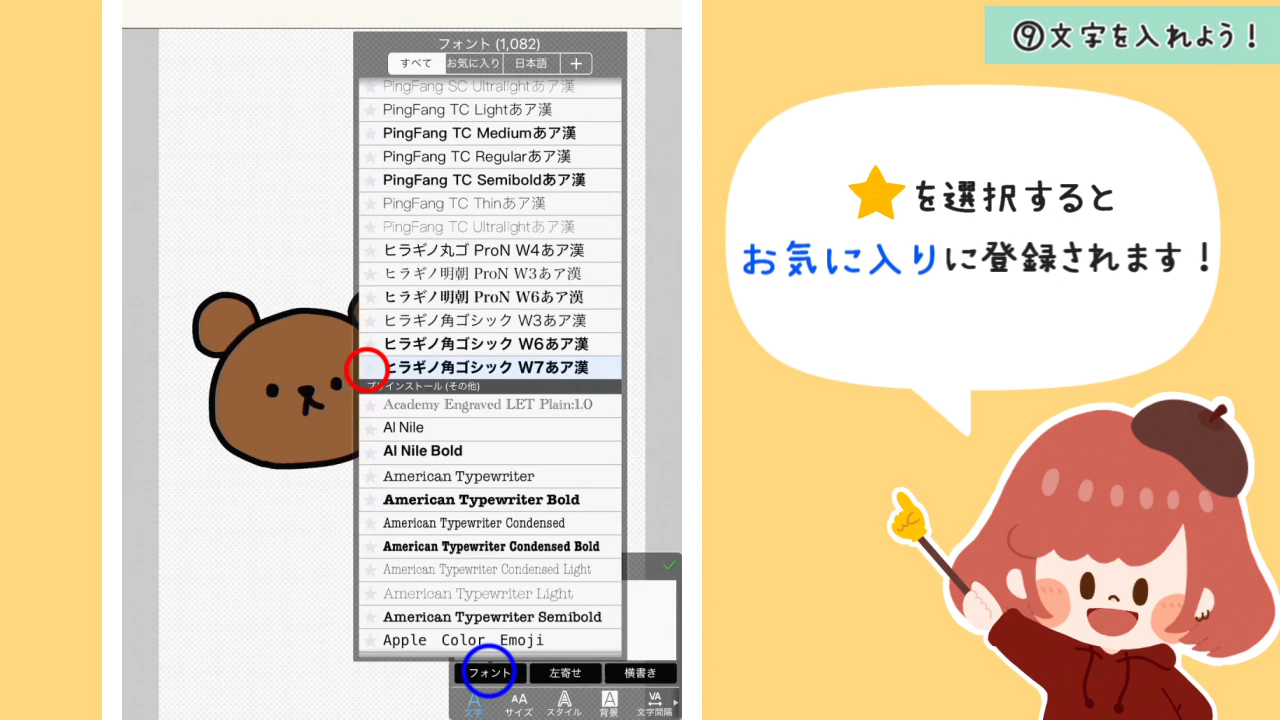 ⑨文字を入れよう！
フォント (1,082)
すべて
お気に入り
日本語
+
PingFang SC Ultralightあア漢
PingFang TC Lightあア漢
PingFang TC Mediumあア漢
PingFang TC Regularあア漢
PingFang TC Semiboldあア漢
PingFang TC Thinあア漢
PingFang TC Ultralightあア漢
ヒラギノ丸ゴ ProN W4あア漢
ヒラギノ明朝 ProN W3あア漢
ヒラギノ明朝 ProN W6あア漢
ヒラギノ角ゴシック W3あア漢
ヒラギノ角ゴシック W6あア漢
ヒラギノ角ゴシック W7あア漢
プリインストール (その他)
Academy Engraved LET Plain:1.0
Al Nile
Al Nile Bold
American Typewriter
American Typewriter Bold
American Typewriter Condensed
American Typewriter Condensed Bold
American Typewriter Condensed Light
American Typewriter Light
American Typewriter Semibold
Apple Color Emoji
フォント
左寄せ
横書き
文字
サイズ
スタイル
背景
文字間隔
★を選択すると
お気に入りに登録されます！